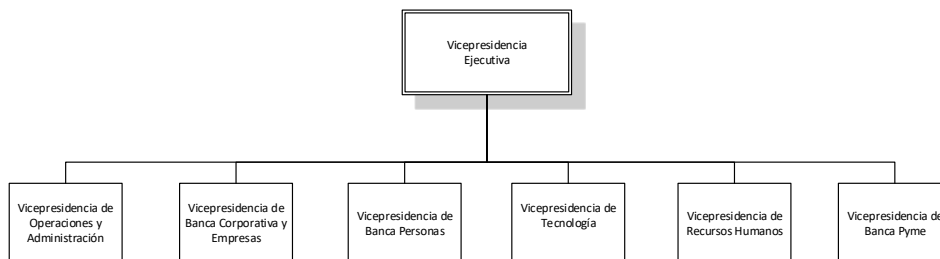 Vicepresidencia
Ejecutiva
Vicepresidencia de
Operaciones y
Administración
Vicepresidencia de
Banca Corporativa y
Empresas
Vicepresidencia de
Banca Personas
Vicepresidencia de
Tecnología
Vicepresidencia de
Recursos Humanos
Vicepresidencia de
Banca Pyme